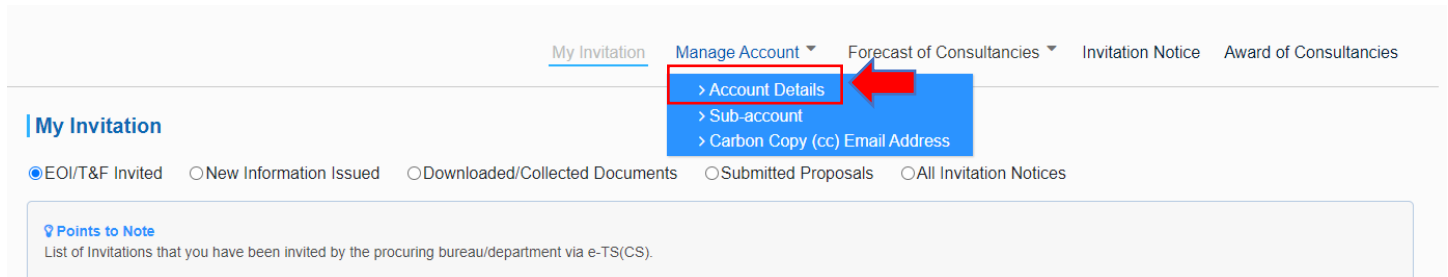 My Invitation Manage Account Forecast of Consultancies Invitation Notice Award of Consultancies
> Account Details
> Sub-account
> Carbon Copy (cc) Email Address
My Invitation
EOI/T&F Invited New Information Issued Downloaded/Collected Documents Submitted Proposals All Invitation Notices
Points to Note
List of Invitations that you have been invited by the procuring bureau/department via e-TS(CS).